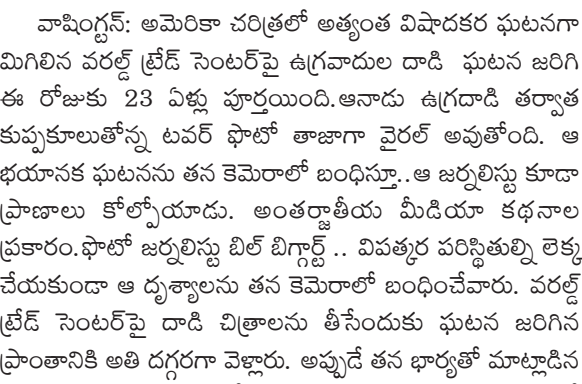 వాషింగ్టన్: అమెరికా చరిత్రలో అత్యంత విషాదకర ఘటనగా
మిగిలిన వరల్డ్ ట్రేడ్ సెంటర్‌పై ఉగ్రవాదుల దాడి ఘటన జరిగి
ఈ రోజుకు 23 ఏళ్లు పూర్తయింది.ఆనాడు ఉగ్రదాడి తర్వాత
కుప్పకూలుతోన్న టవర్ ఫొటో తాజాగా వైరల్ అవుతోంది. ఆ
భయానక ఘటనను తన కెమెరాలో బంధిస్తూ..ఆ జర్నలిస్టు కూడా
ప్రాణాలు కోల్పోయాడు. అంతర్జాతీయ మీడియా కథనాల
ప్రకారం.ఫొటో జర్నలిస్టు బిల్ బిగ్గార్ట్ .. విపత్కర పరిస్థితుల్ని లెక్క
చేయకుండా ఆ దృశ్యాలను తన కెమెరాలో బంధించేవారు. వరల్డ్
ట్రేడ్ సెంటర్‌పై దాడి చిత్రాలను తీసేందుకు ఘటన జరిగిన
ప్రాంతానికి అతి దగ్గరగా వెళ్లారు. అప్పుడే తన భార్యతో మాట్లాడిన